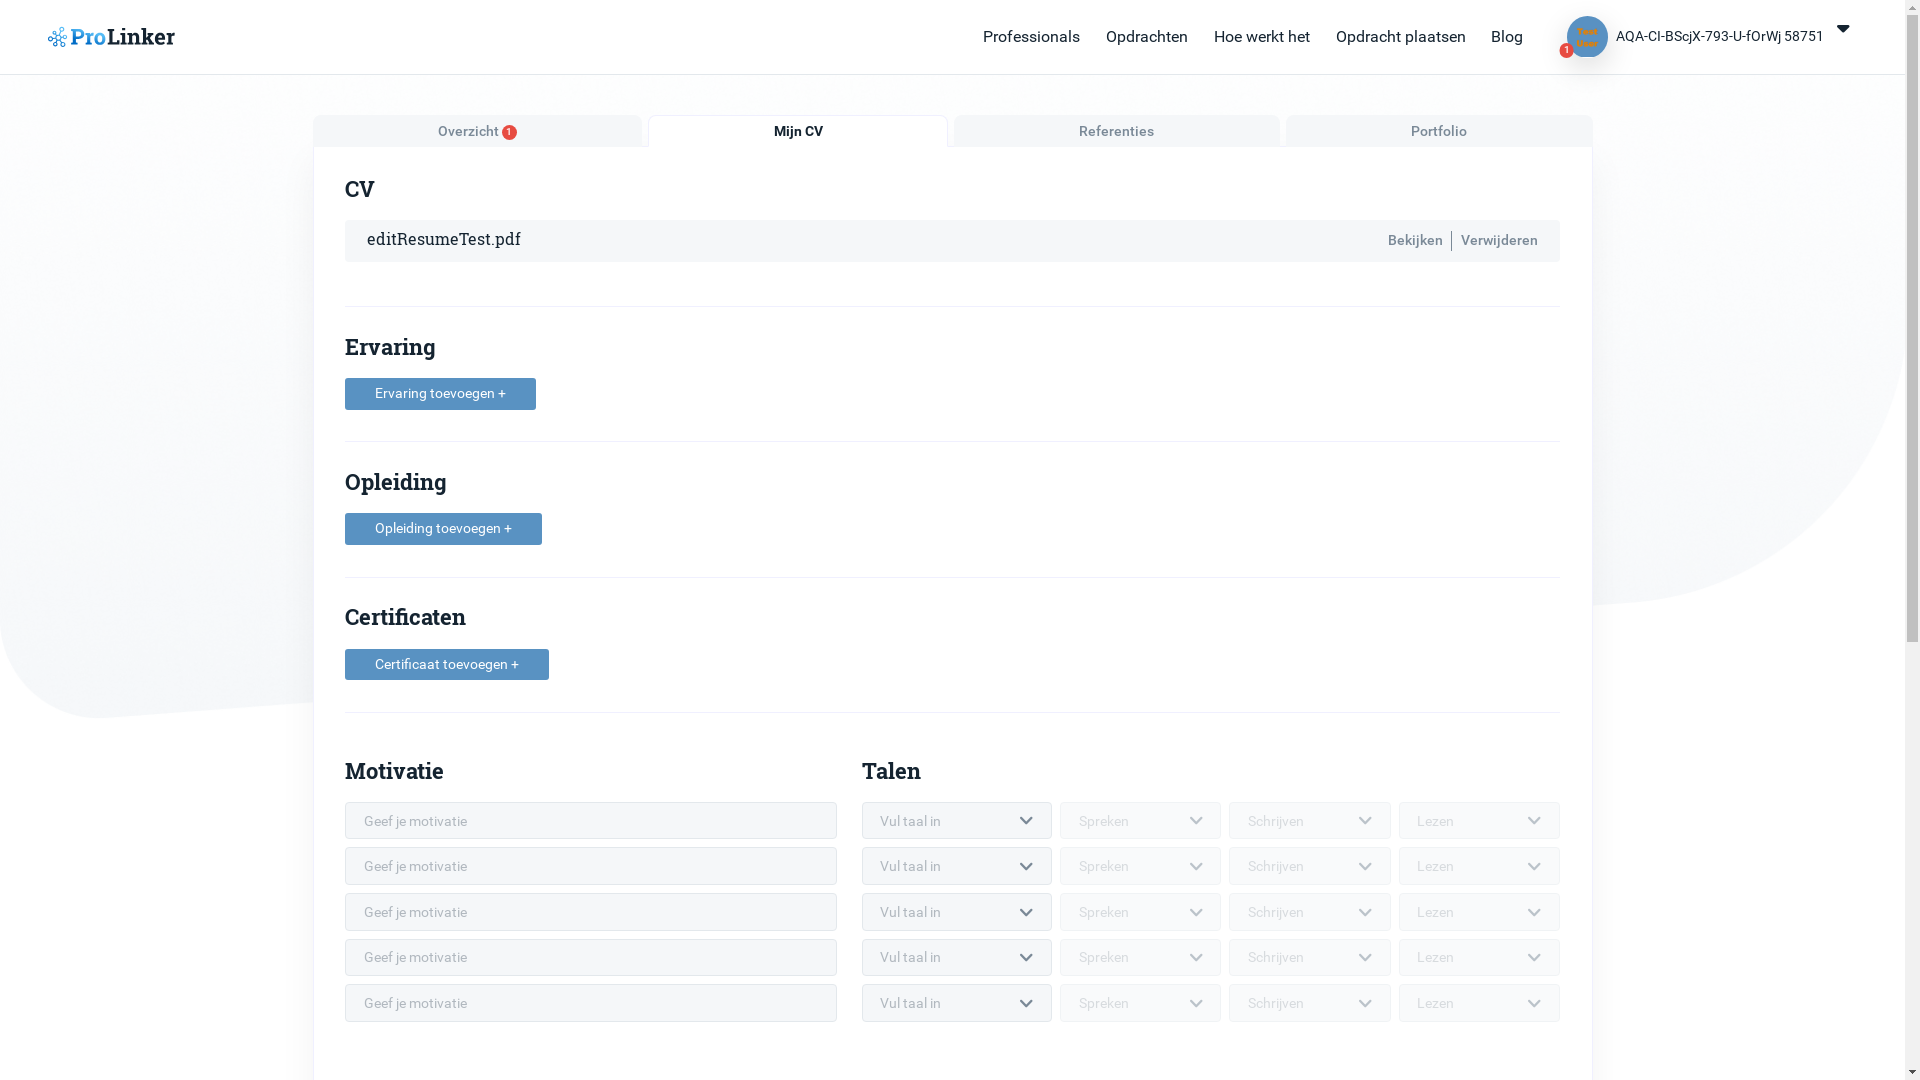 ProLinker
Professionals Opdrachten Hoe werkt het Opdracht plaatsen Blog
Test User
1
AQA-CI-BScjX-793-U-fOrWj 58751
Overzicht 1 Mijn CV Referenties Portfolio
CV
editResumeTest.pdf Bekijken Verwijderen
Ervaring
Ervaring toevoegen +
Opleiding
Opleiding toevoegen +
Certificaten
Certificaat toevoegen +
Motivatie
Geef je motivatie
Geef je motivatie
Geef je motivatie
Geef je motivatie
Geef je motivatie
Talen
Vul taal in Spreken Schrijven Lezen
Vul taal in Spreken Schrijven Lezen
Vul taal in Spreken Schrijven Lezen
Vul taal in Spreken Schrijven Lezen
Vul taal in Spreken Schrijven Lezen